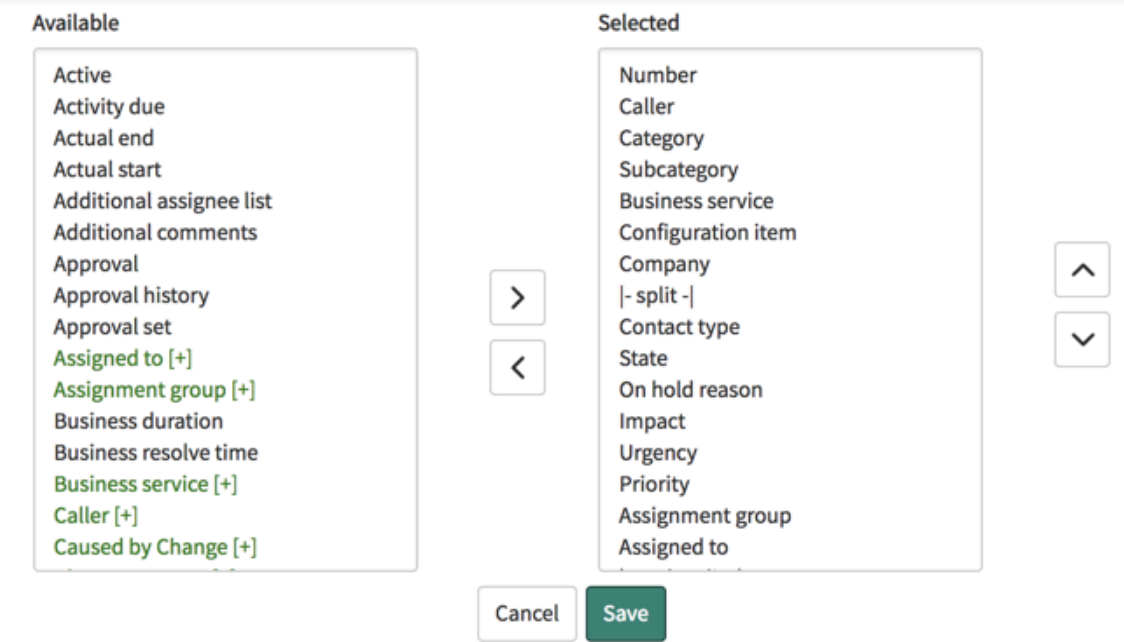 Available
Active
Activity due
Actual end
Actual start
Additional assignee list
Additional comments
Approval
Approval history
Approval set
Assigned to [+]
Assignment group [+]
Business duration
Business resolve time
Business service [+]
Caller [+]
Caused by Change [+]
Selected
Number
Caller
Category
Subcategory
Business service
Configuration item
Company
|- split -|
Contact type
State
On hold reason
Impact
Urgency
Priority
Assignment group
Assigned to
Cancel
Save